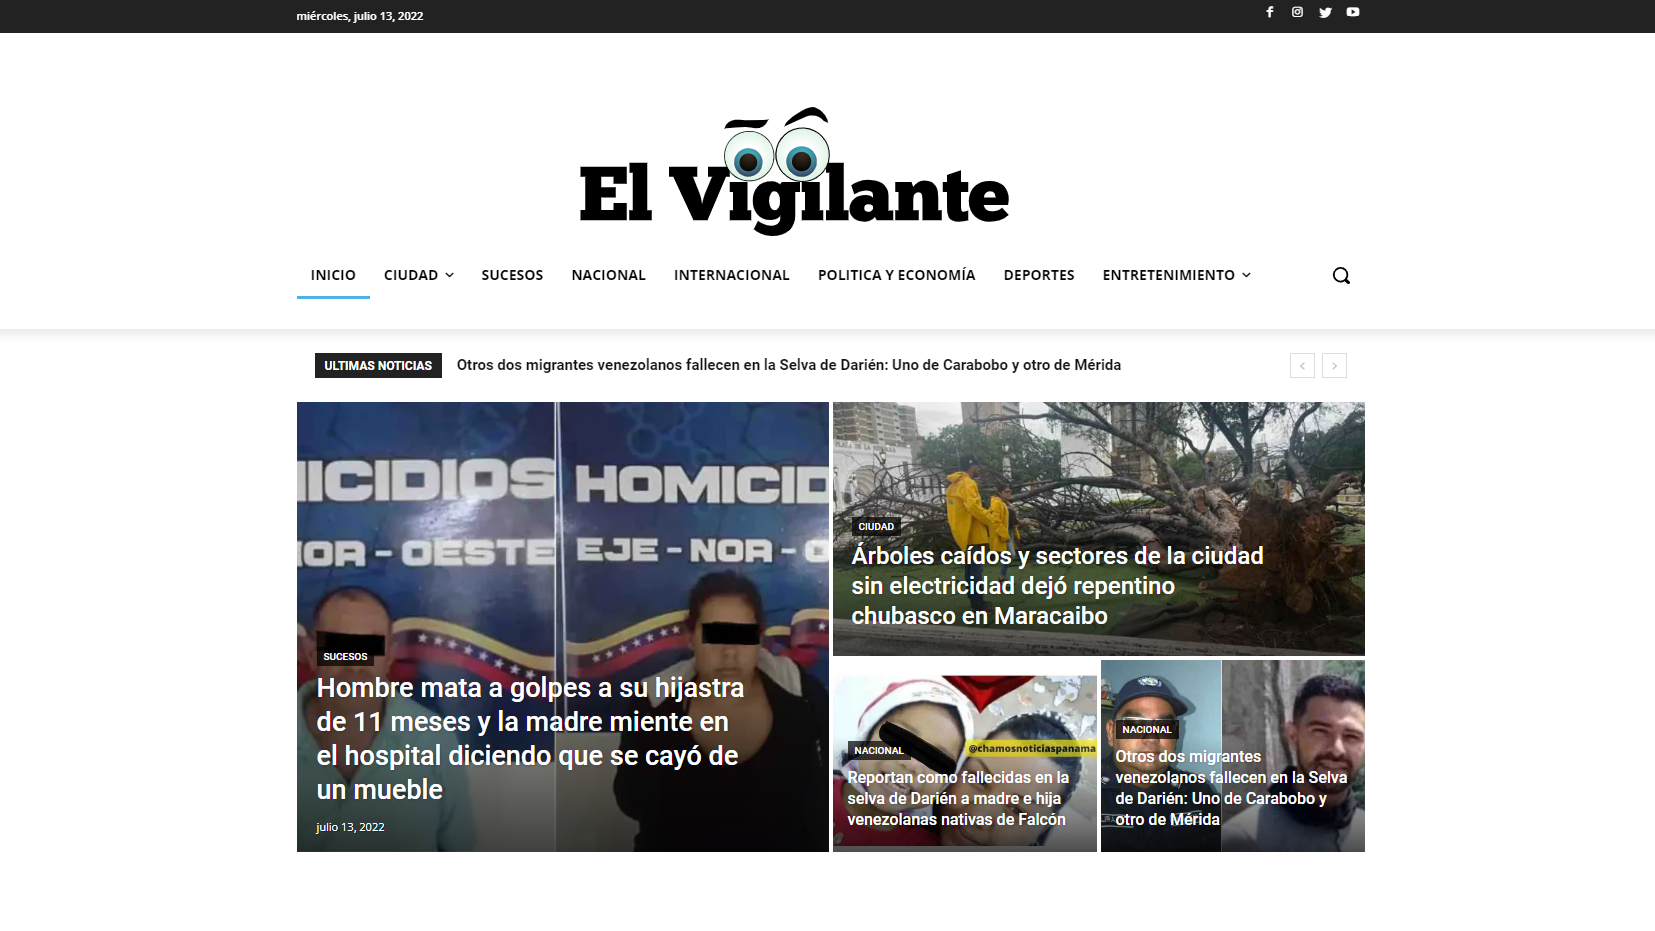 miércoles, julio 13, 2022
El Vigilante
INICIO CIUDAD SUCESOS NACIONAL INTERNACIONAL POLITICA Y ECONOMÍA DEPORTES ENTRETENIMIENTO
ULTIMAS NOTICIAS Otros dos migrantes venezolanos fallecen en la Selva de Darién: Uno de Carabobo y otro de Mérida
ICIDIOS HOMICID
NOR - OESTE EJE - NOR - O
SUCESOS
Hombre mata a golpes a su hijastra
de 11 meses y la madre miente en
el hospital diciendo que se cayó de
un mueble
julio 13, 2022
CIUDAD
Árboles caídos y sectores de la ciudad
sin electricidad dejó repentino
chubasco en Maracaibo
@chamosnoticiaspanama
NACIONAL
Reportan como fallecidas en la
selva de Darién a madre e hija
venezolanas nativas de Falcón
NACIONAL
Otros dos migrantes
venezolanos fallecen en la Selva
de Darién: Uno de Carabobo y
otro de Mérida